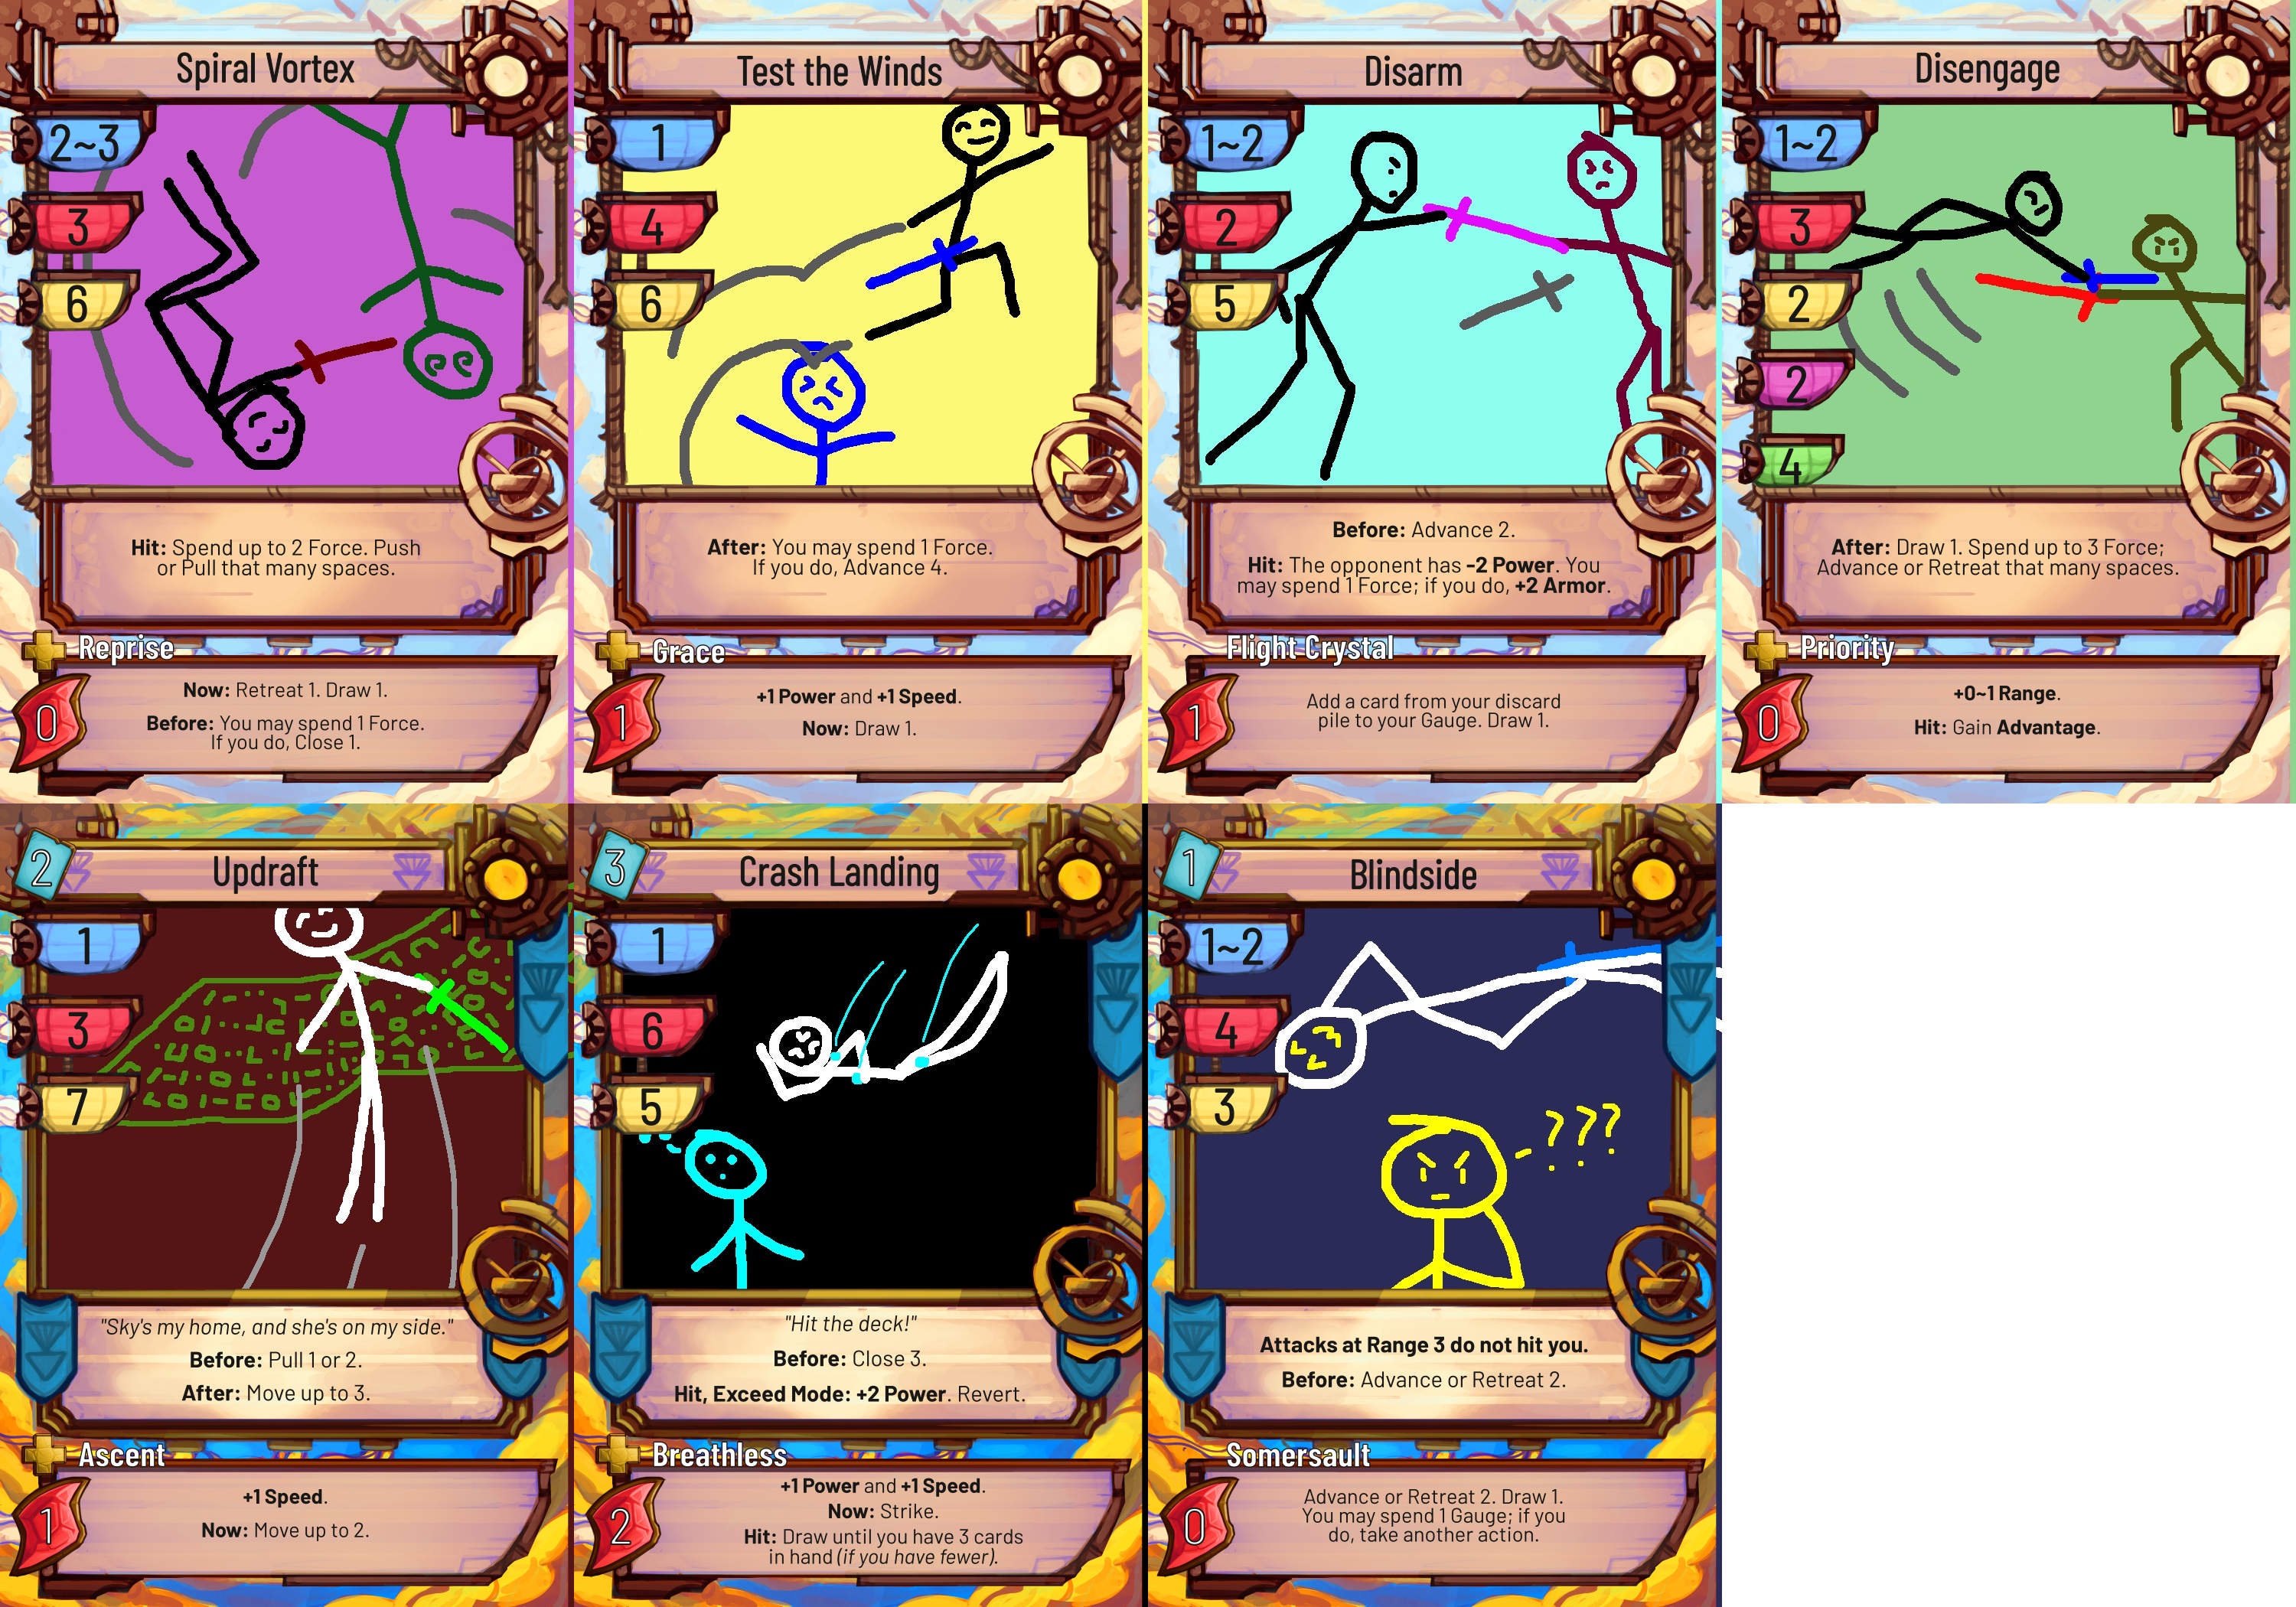 Spiral Vortex
2~3
3
6
Hit: Spend up to 2 Force. Push
or Pull that many spaces.
Reprise
0
Now: Retreat 1. Draw 1.
Before: You may spend 1 Force.
If you do, Close 1.
Test the Winds
1
4
6
After: You may spend 1 Force.
If you do, Advance 4.
Grace
1
+1 Power and +1 Speed.
Now: Draw 1.
Disarm
1~2
2
5
Before: Advance 2.
Hit: The opponent has -2 Power. You
may spend 1 Force; if you do, +2 Armor.
Flight Crystal
1
Add a card from your discard
pile to your Gauge. Draw 1.
Disengage
1~2
3
2
2
4
After: Draw 1. Spend up to 3 Force;
Advance or Retreat that many spaces.
Priority
0
+0~1 Range.
Hit: Gain Advantage.
2
Updraft
1
3
7
"Sky's my home, and she's on my side."
Before: Pull 1 or 2.
After: Move up to 3.
Ascent
1
+1 Speed.
Now: Move up to 2.
3
Crash Landing
1
6
5
"Hit the deck!"
Before: Close 3.
Hit, Exceed Mode: +2 Power. Revert.
Breathless
2
+1 Power and +1 Speed.
Now: Strike.
Hit: Draw until you have 3 cards
in hand (if you have fewer).
1
Blindside
1~2
4
3
???
Attacks at Range 3 do not hit you.
Before: Advance or Retreat 2.
Somersault
0
Advance or Retreat 2. Draw 1.
You may spend 1 Gauge; if you
do, take another action.